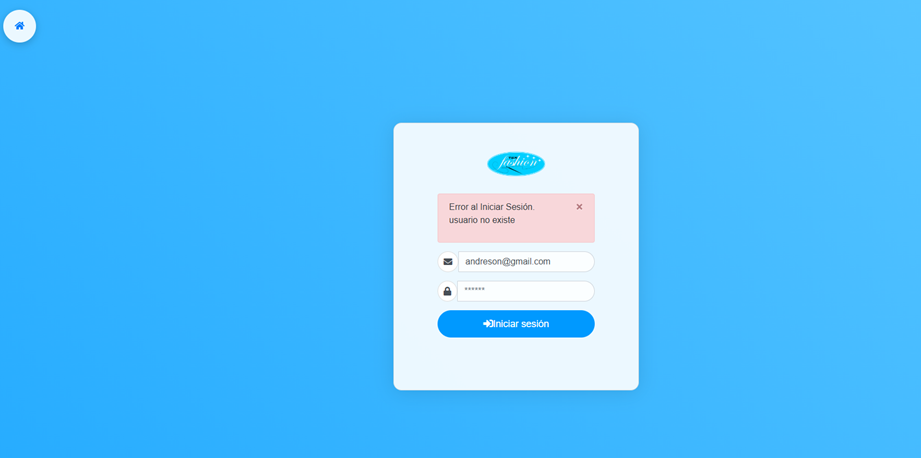 fashion
Error al Iniciar Sesión.
×
usuario no existe
andreson@gmail.com
******
Iniciar sesión